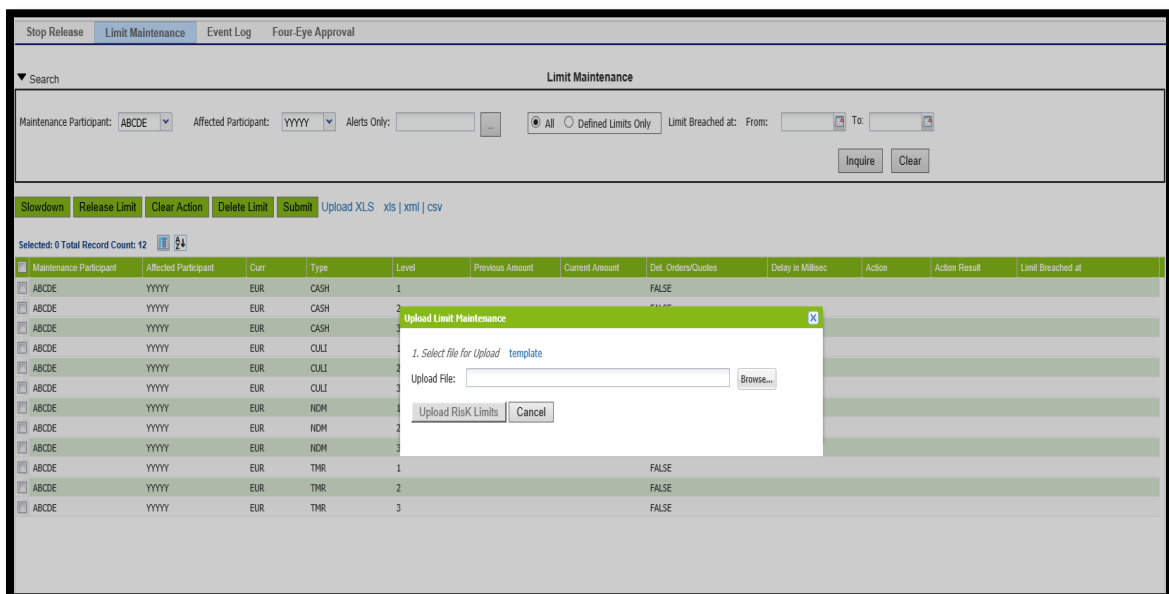 Stop Release Limit Maintenance Event Log Four-Eye Approval
Search Limit Maintenance
Maintenance Participant: ABCDE Affected Participant: YYYYY Alerts Only: .. All Defined Limits Only Limit Breached at: From: To:
Inquire Clear
Slowdown Release Limit Clear Action Delete Limit Submit Upload XLS xls | xml | csv
Selected: 0 Total Record Count: 12
Maintenance Participant Affected Participant Curr Type Level Previous Amount Current Amount Del. Orders/Quotes Delay in Millisec Action Action Result Limit Breached at
ABCDE YYYYY EUR CASH 1 FALSE
ABCDE YYYYY EUR CASH 2
ABCDE YYYYY EUR CASH 3
ABCDE YYYYY EUR CULI 1
ABCDE YYYYY EUR CULI 2
ABCDE YYYYY EUR CULI 3
ABCDE YYYYY EUR NDM 1
ABCDE YYYYY EUR NDM 2
ABCDE YYYYY EUR NDM 3
ABCDE YYYYY EUR TMR 1 FALSE
ABCDE YYYYY EUR TMR 2 FALSE
ABCDE YYYYY EUR TMR 3 FALSE
Upload Limit Maintenance
1. Select file for Upload template
Upload File: Browse...
Upload RisK Limits Cancel